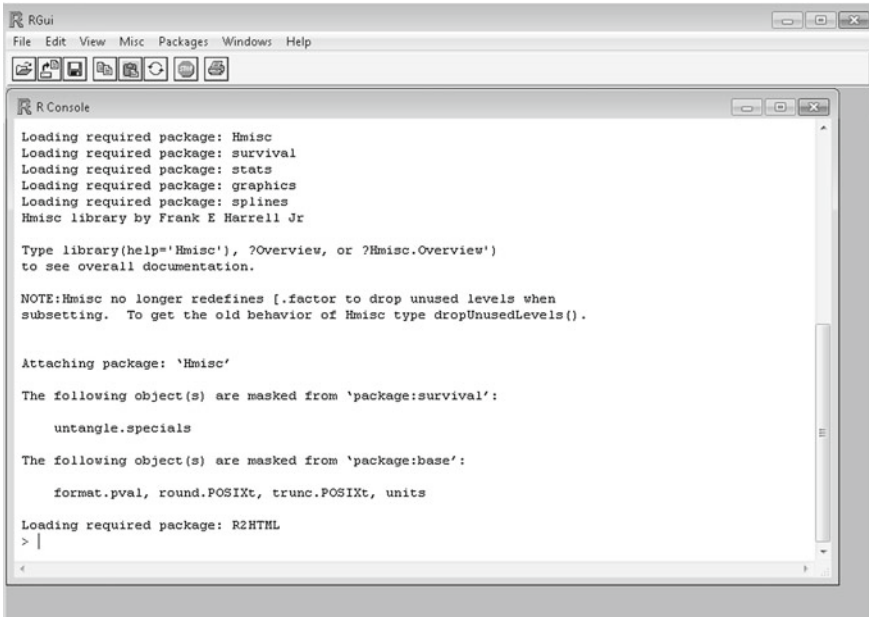 RGui
File Edit View Misc Packages Windows Help
STOP
R Console
Loading required package: Hmisc
Loading required package: survival
Loading required package: stats
Loading required package: graphics
Loading required package: splines
Hmisc library by Frank E Harrell Jr
Type library(help='Hmisc'), ?Overview, or ?Hmisc.Overview')
to see overall documentation.
NOTE:Hmisc no longer redefines [.factor to drop unused levels when
subsetting.  To get the old behavior of Hmisc type dropUnusedLevels().
Attaching package: ‘Hmisc’
The following object(s) are masked from ‘package:survival’:
untangle.specials
The following object(s) are masked from ‘package:base’:
format.pval, round.POSIXt, trunc.POSIXt, units
Loading required package: R2HTML
>